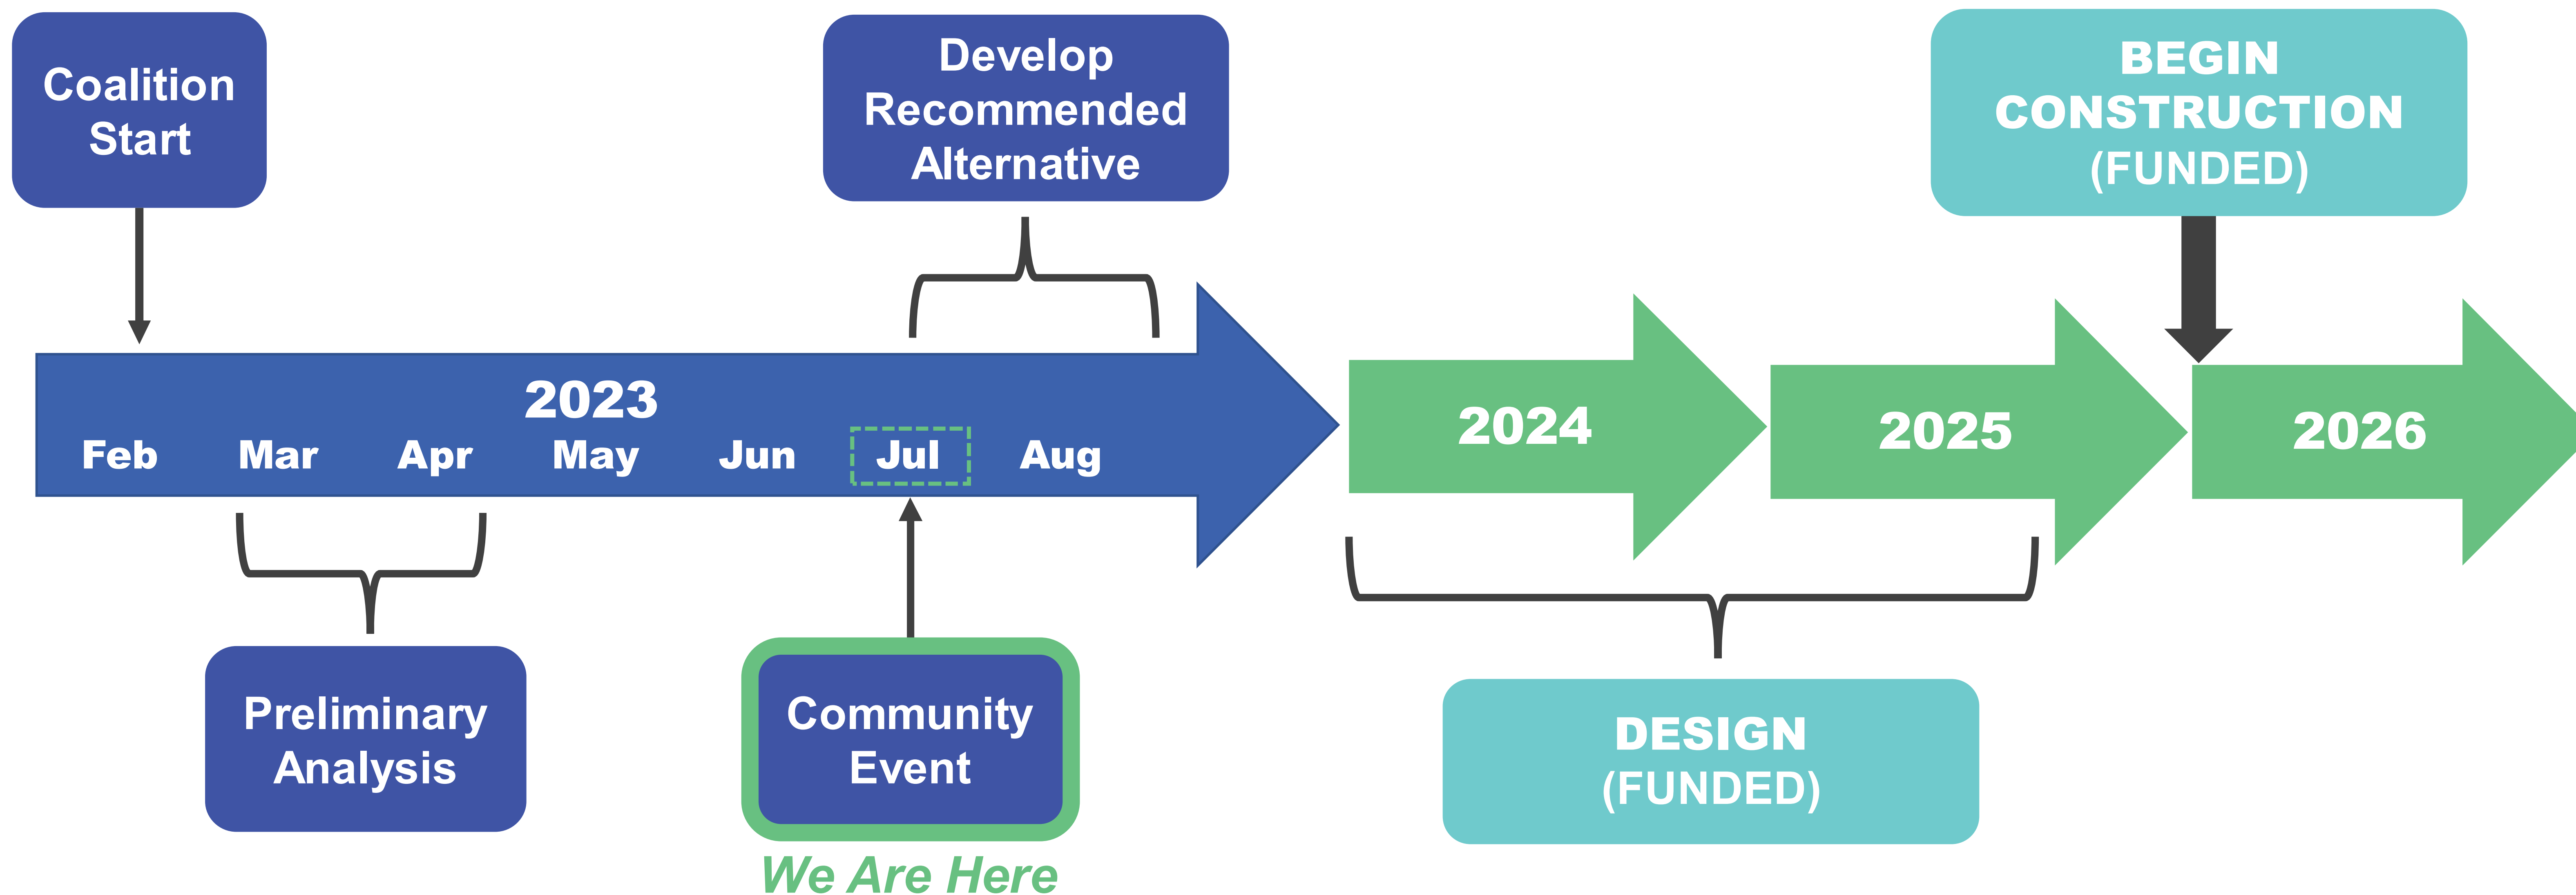 Coalition
Start
Develop
Recommended
Alternative
BEGIN
CONSTRUCTION
(FUNDED)
2023
Feb Mar Apr May Jun Jul Aug
2024
2025
2026
Preliminary
Analysis
Community
Event
We Are Here
DESIGN
(FUNDED)